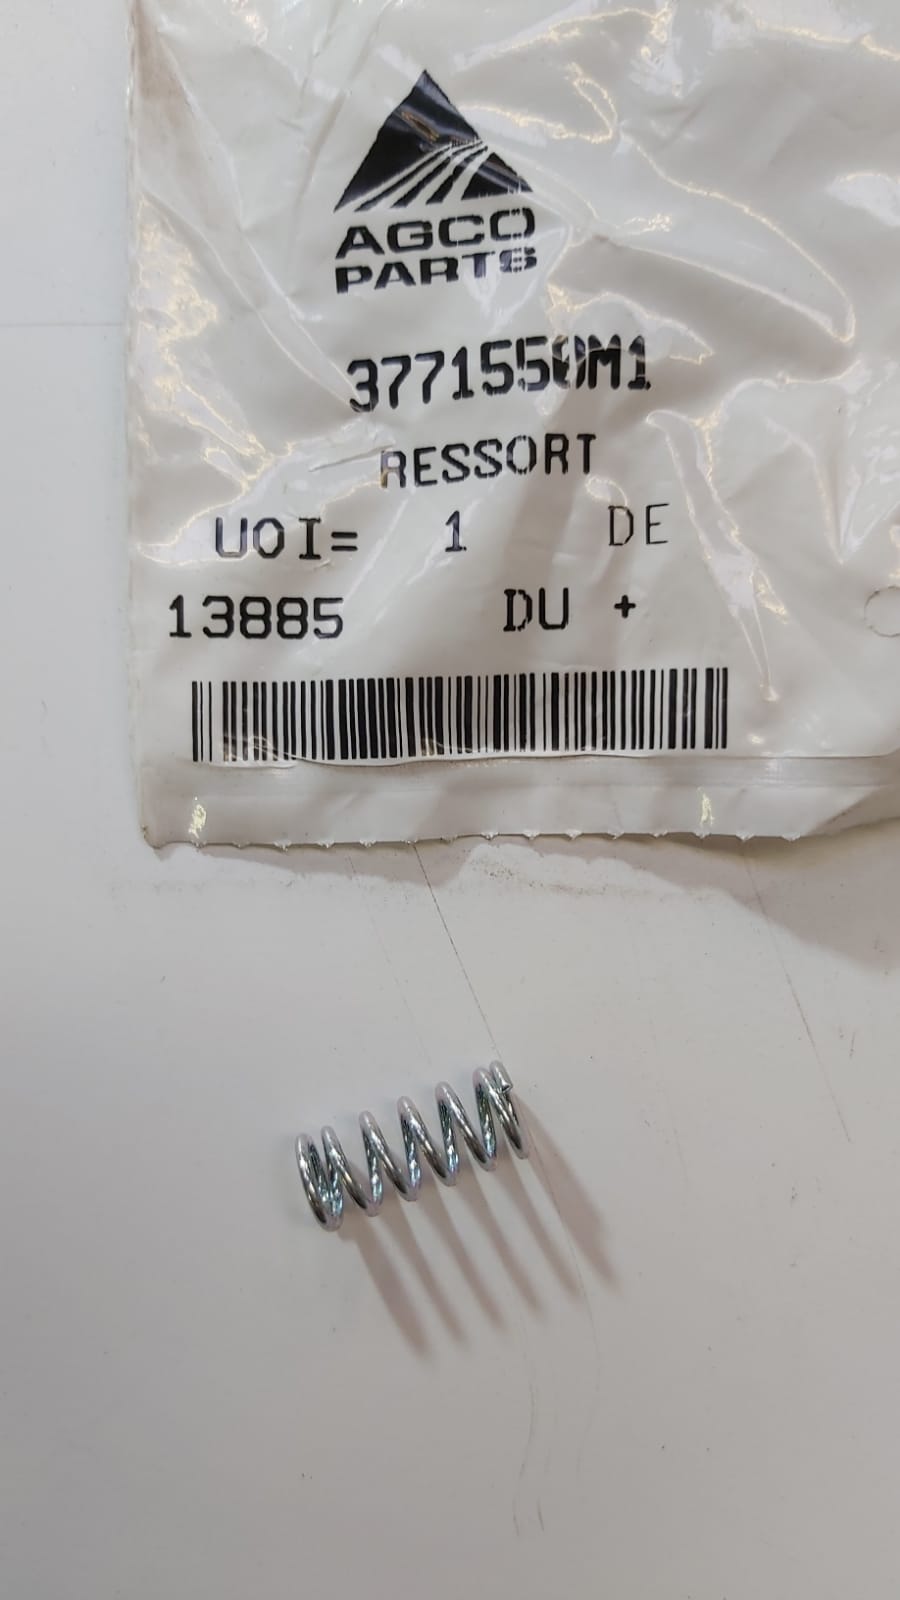 AGCO
PARTS
3771550M1
RESSORT
UOI= 1 DE
13885 DU +